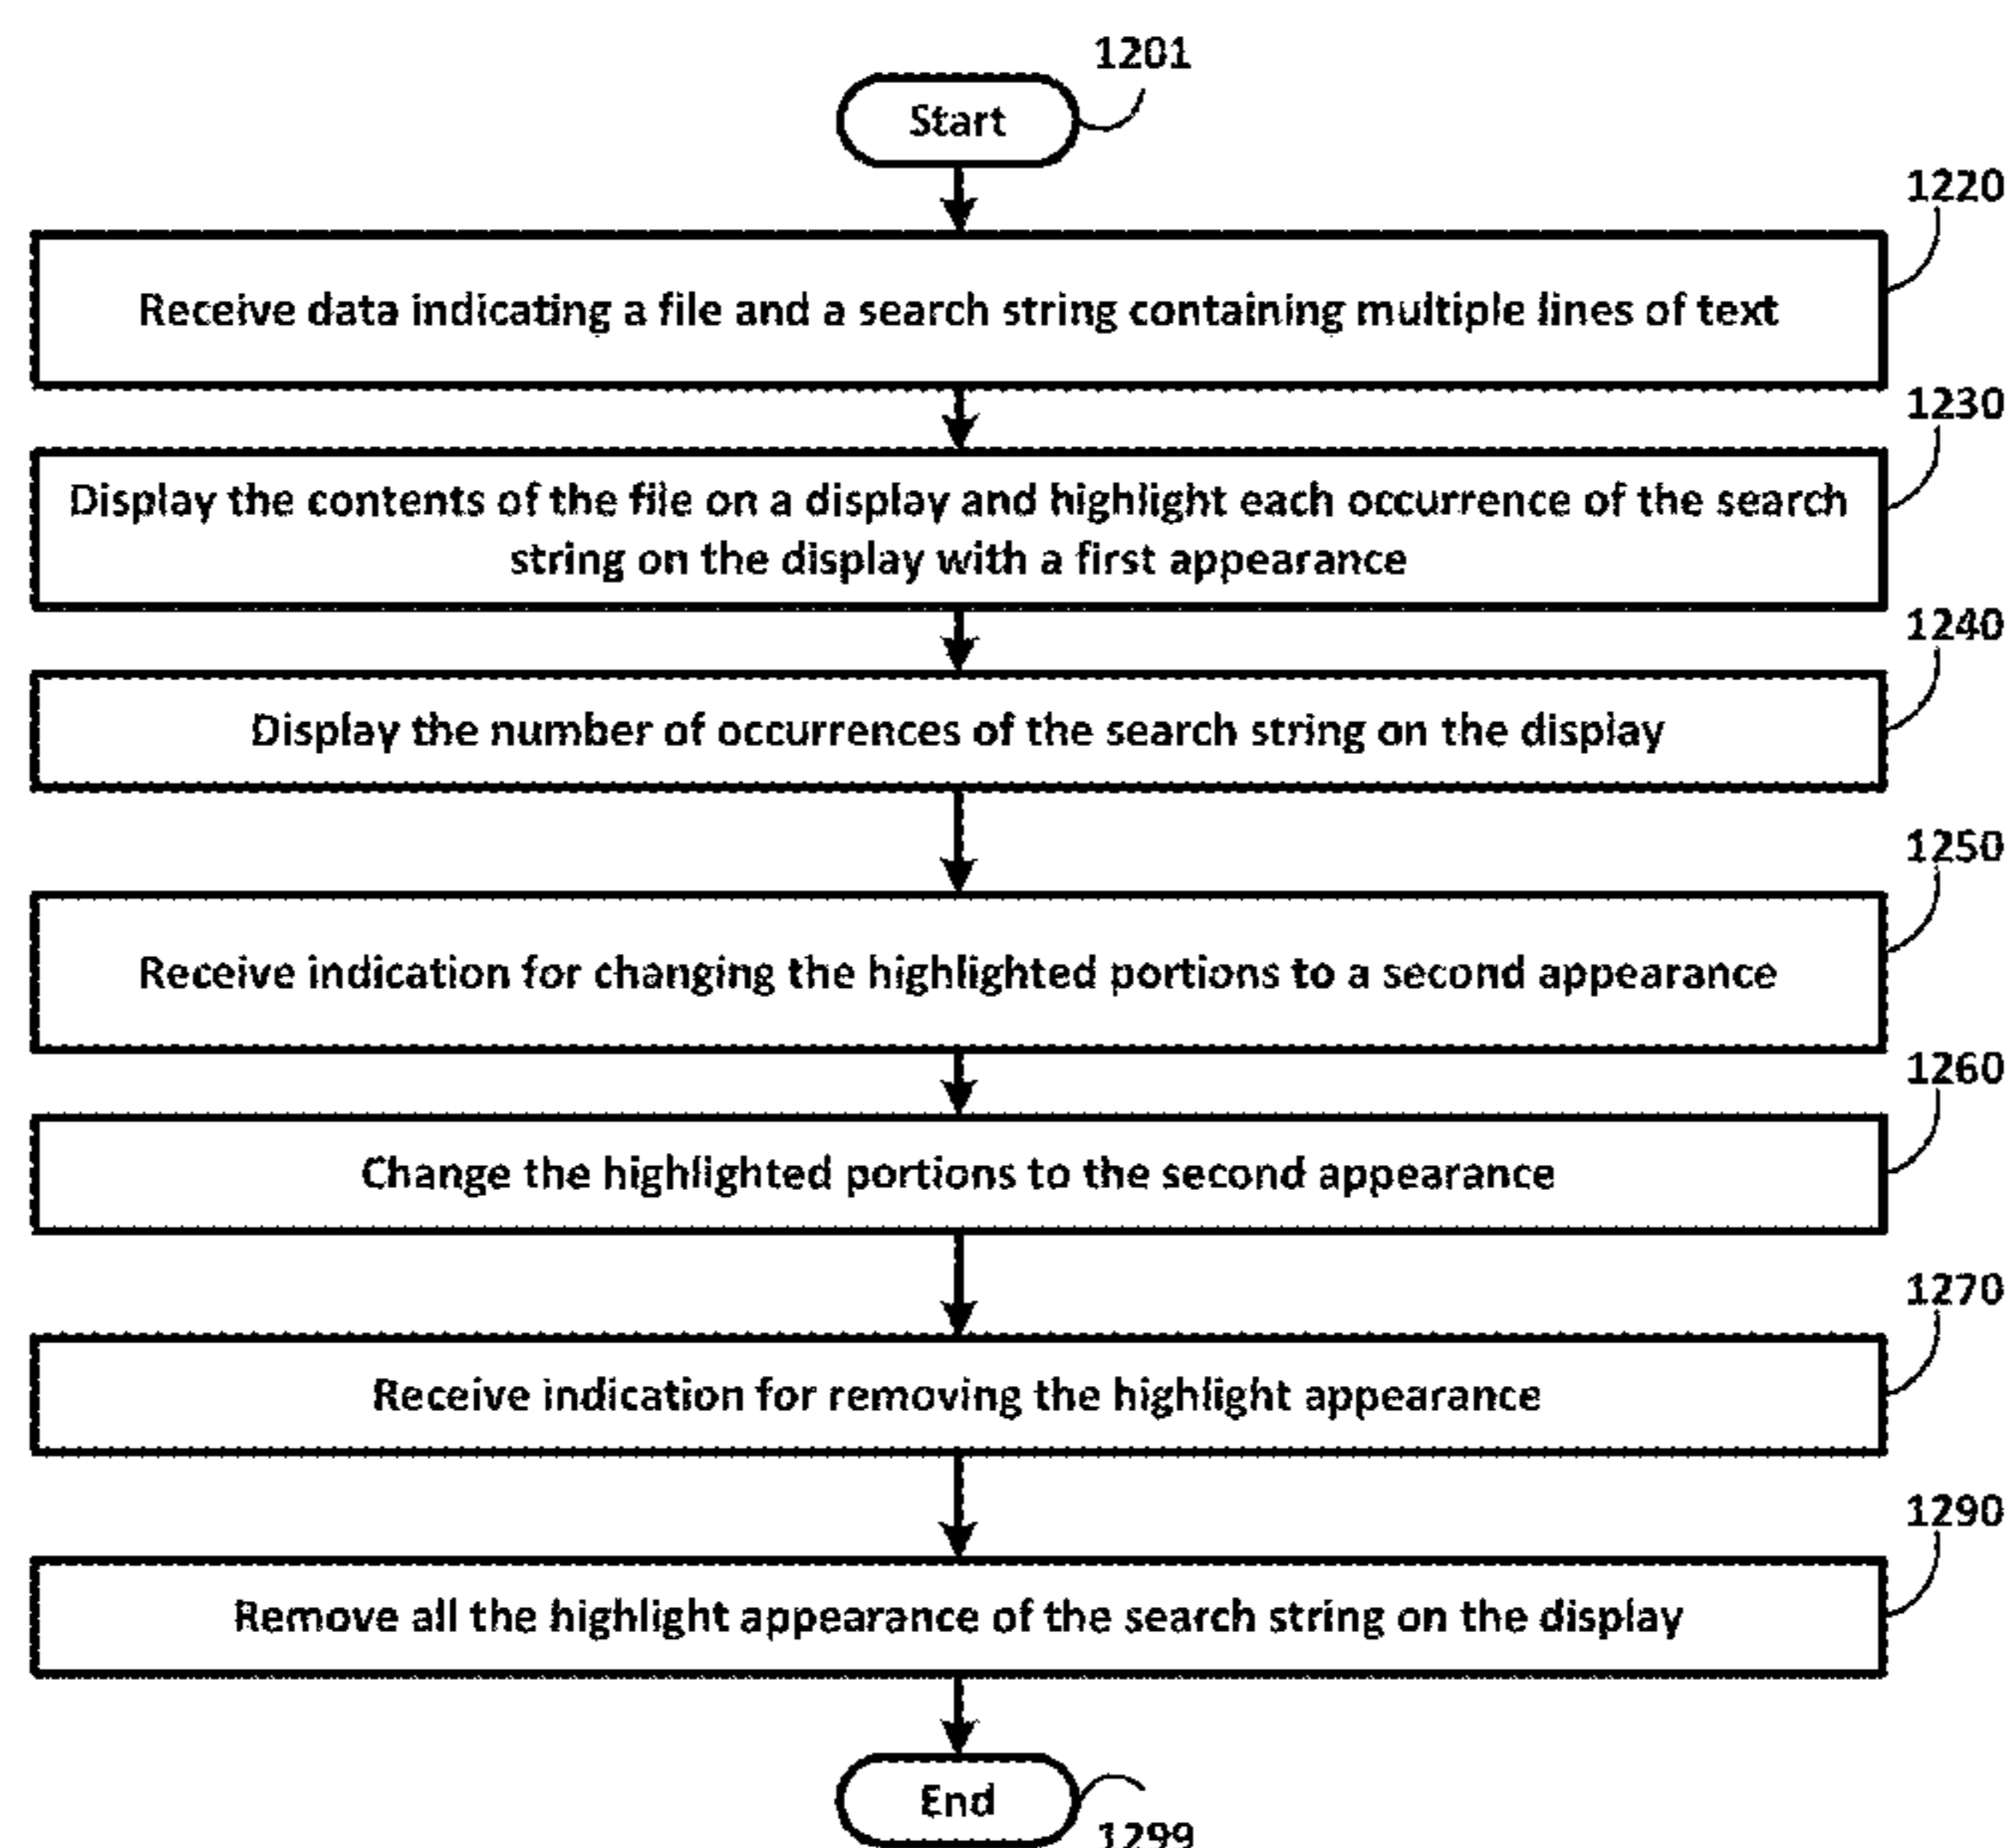 1201
Start
1220
Receive data indicating a file and a search string containing multiple lines of text
1230
Display the contents of the file on a display and highlight each occurrence of the search
string on the display with a first appearance
1240
Display the number of occurrences of the search string on the display
1250
Receive indication for changing the highlighted portions to a second appearance
1260
Change the highlighted portions to the second appearance
1270
Receive indication for removing the highlight appearance
1290
Remove all the highlight appearance of the search string on the display
End
1299